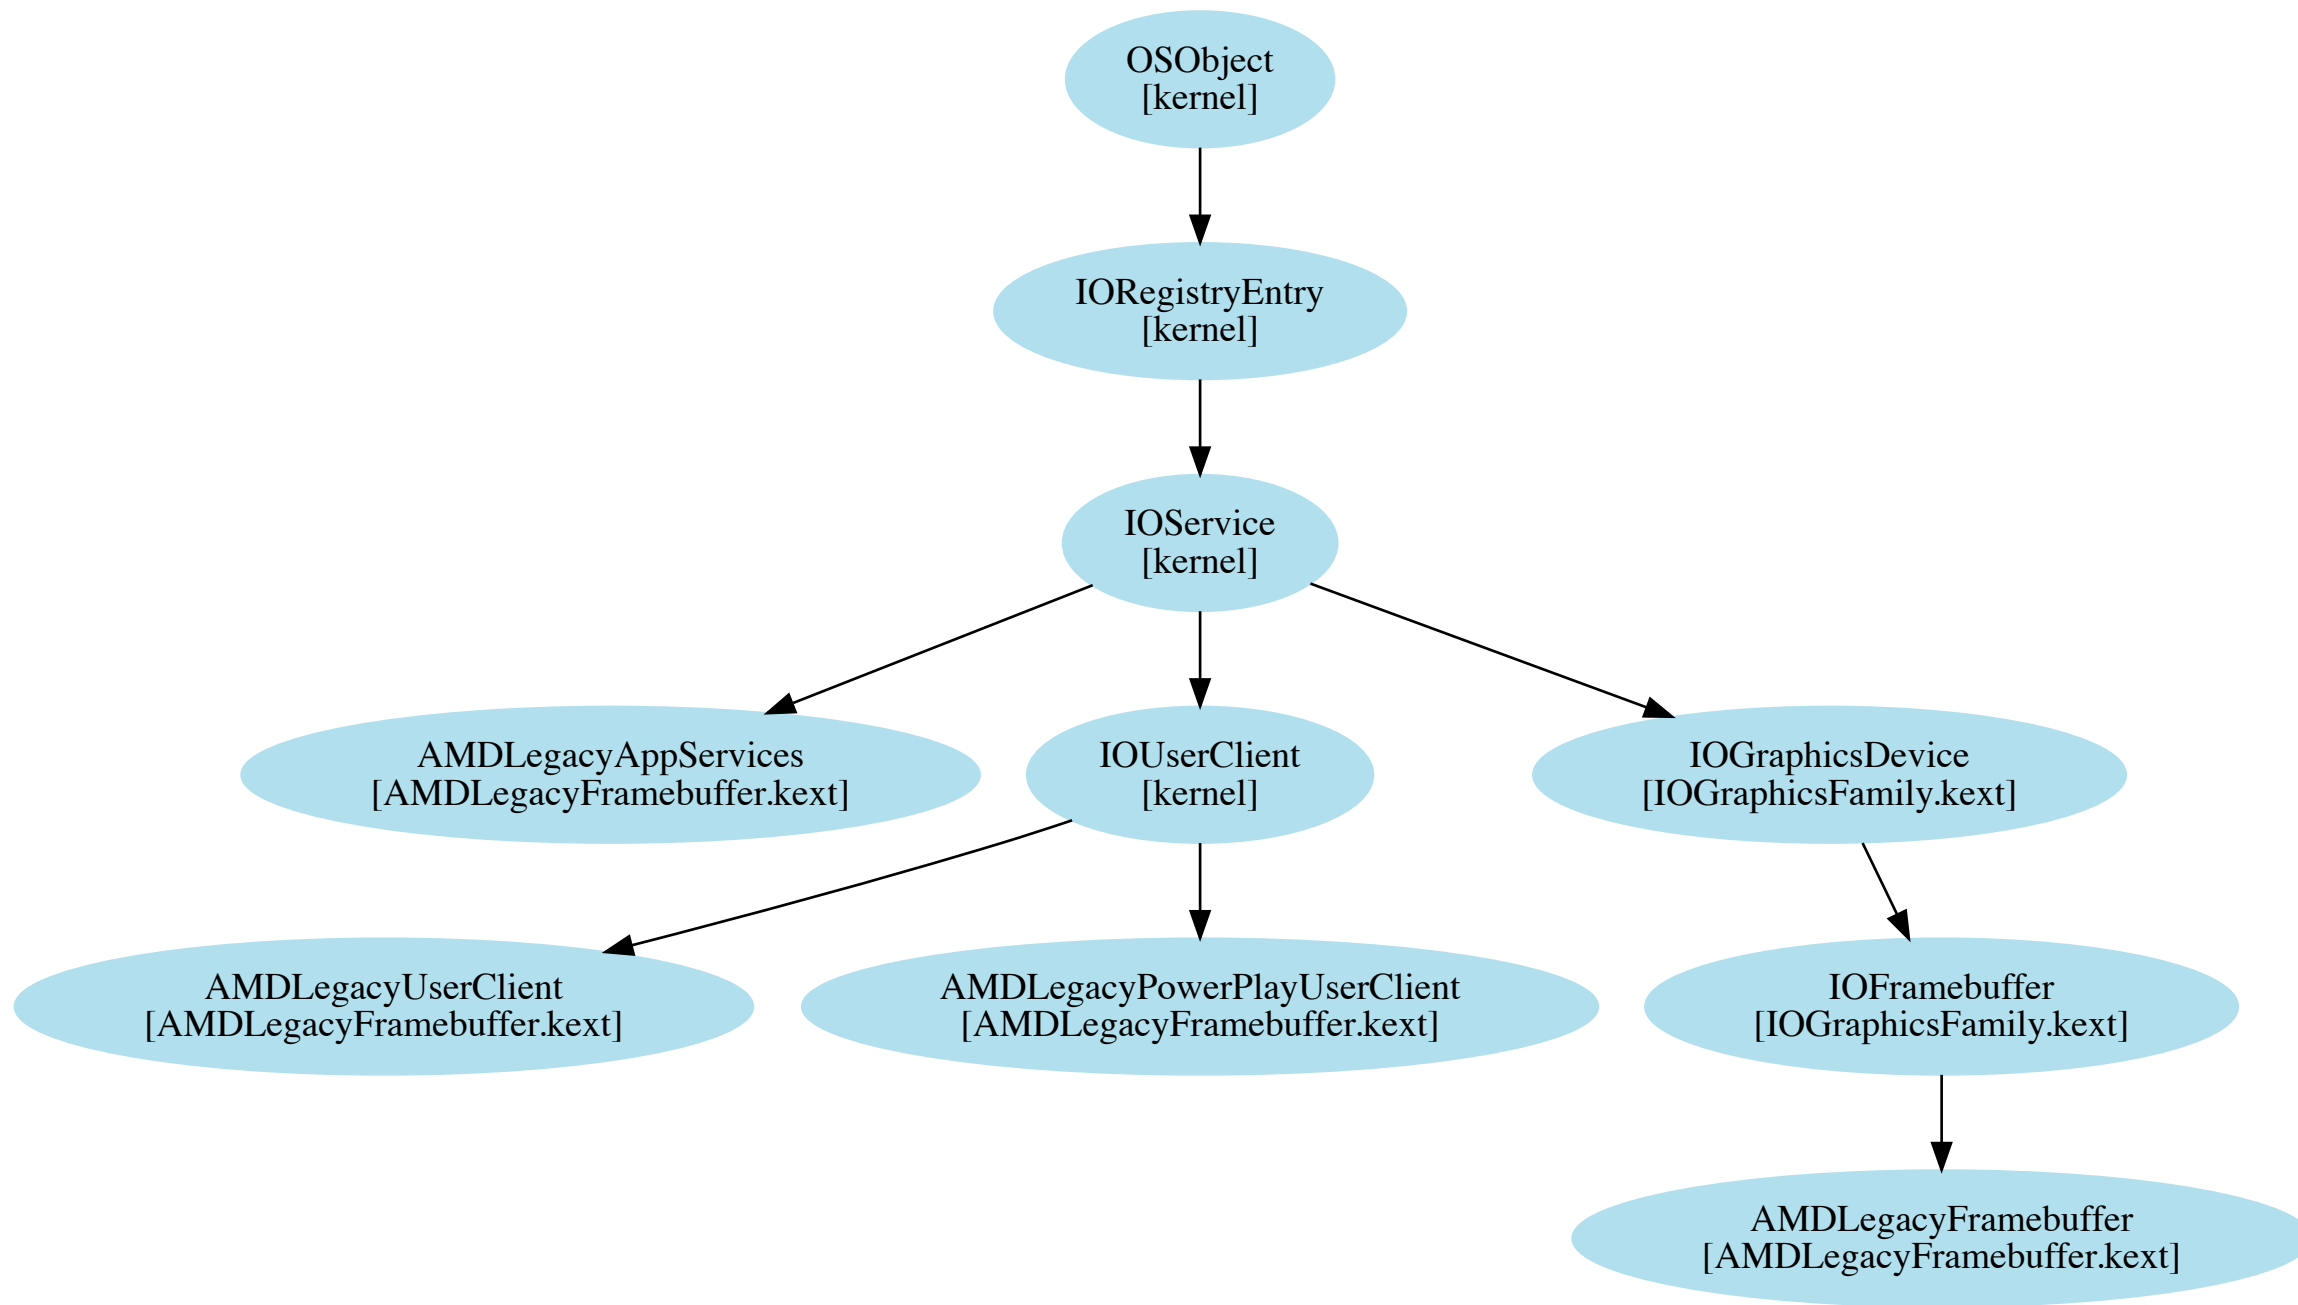 OSObject
[kernel]
IORegistryEntry
[kernel]
IOService
[kernel]
AMDLegacyAppServices
[AMDLegacyFramebuffer.kext]
IOUserClient
[kernel]
IOGraphicsDevice
[IOGraphicsFamily.kext]
AMDLegacyUserClient
[AMDLegacyFramebuffer.kext]
AMDLegacyPowerPlayUserClient
[AMDLegacyFramebuffer.kext]
IOFramebuffer
[IOGraphicsFamily.kext]
AMDLegacyFramebuffer
[AMDLegacyFramebuffer.kext]